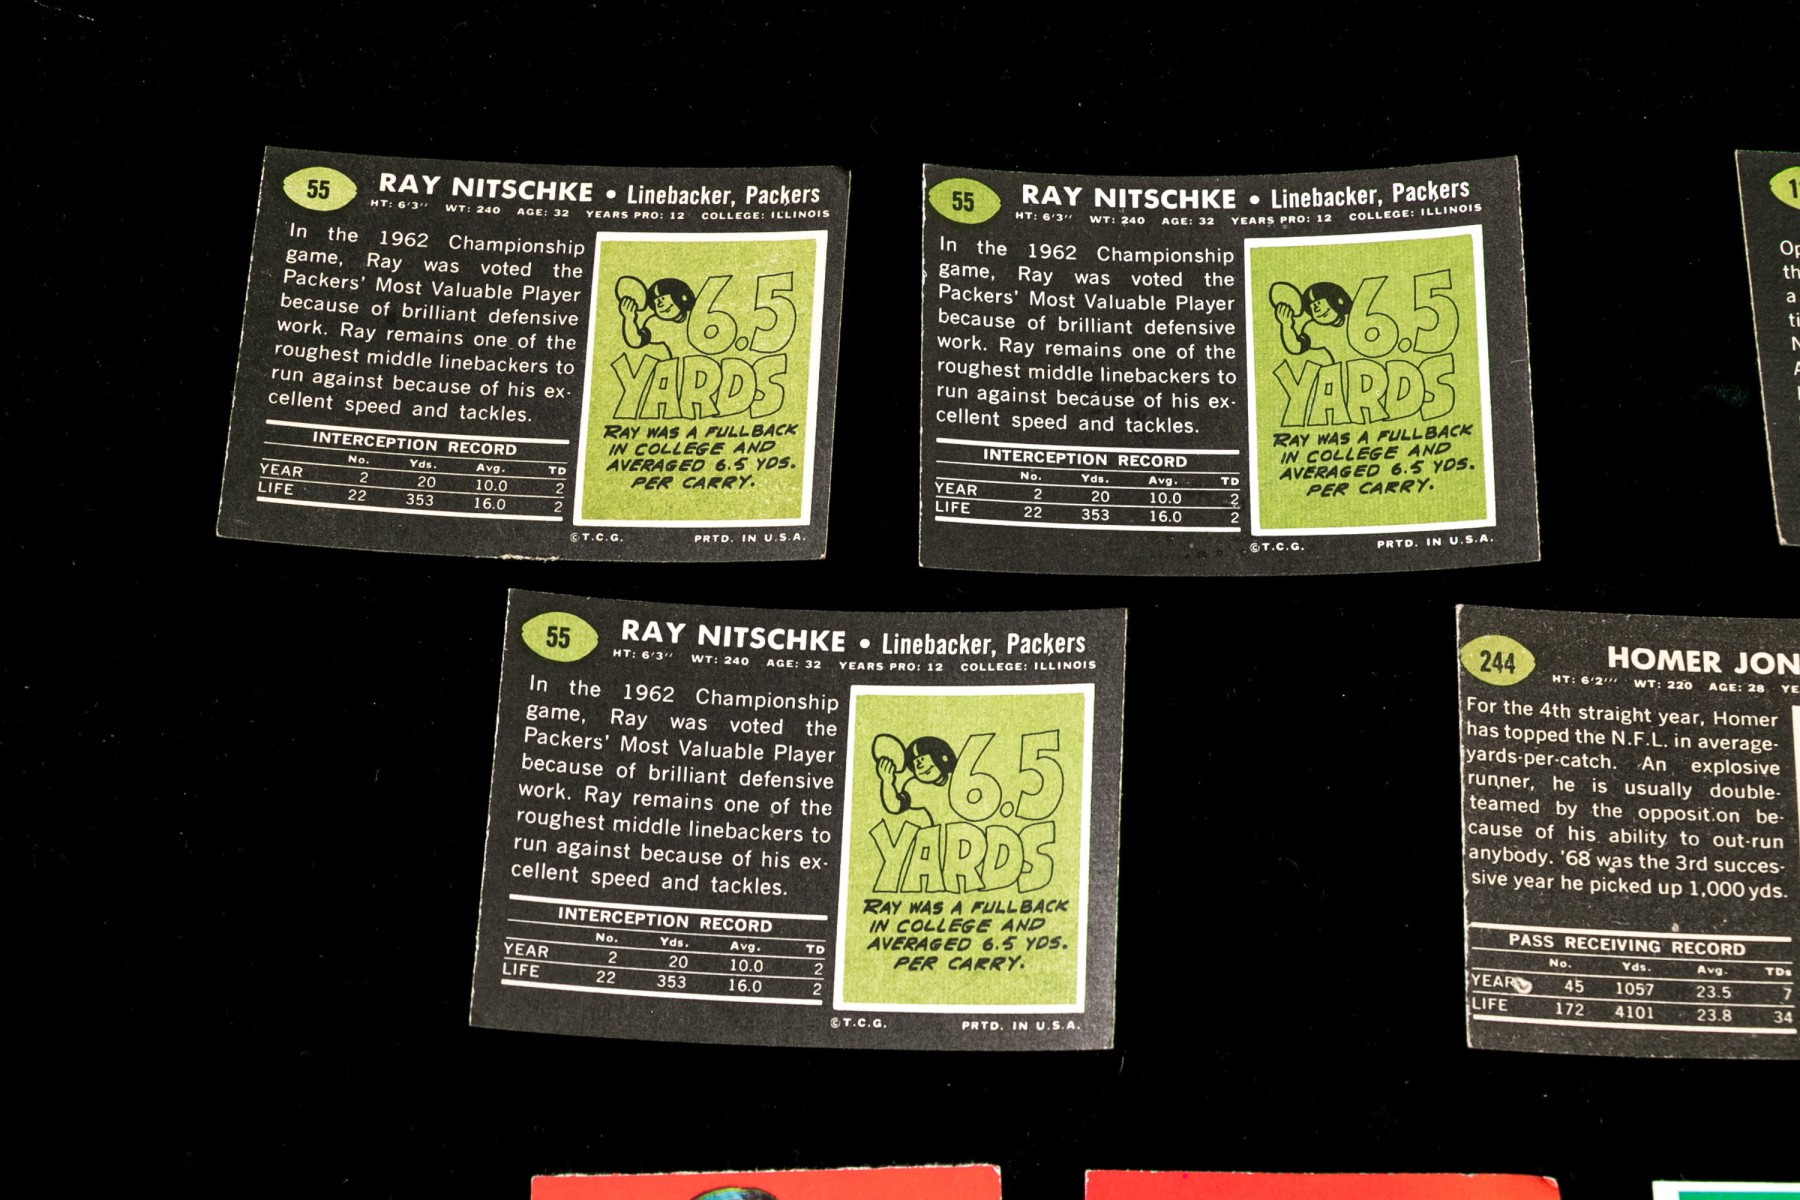 55
RAY NITSCHKE • Linebacker, Packers
HT: 6'3'' WT: 240 AGE: 32 YEARS PRO: 12 COLLEGE: ILLINOIS
In the 1962 Championship
game, Ray was voted the
Packers' Most Valuable Player
because of brilliant defensive
work. Ray remains one of the
roughest middle linebackers to
run against because of his ex-
cellent speed and tackles.
INTERCEPTION RECORD
No. Yds. Avg. TD
YEAR 2 20 10.0 2
LIFE 22 353 16.0 2
6.5
YARDS
RAY WAS A FULLBACK
IN COLLEGE AND
AVERAGED 6.5 YDS.
PER CARRY.
©T.C.G. PRTD. IN U.S.A.
55
RAY NITSCHKE • Linebacker, Packers
HT: 6'3'' WT: 240 AGE: 32 YEARS PRO: 12 COLLEGE: ILLINOIS
In the 1962 Championship
game, Ray was voted the
Packers' Most Valuable Player
because of brilliant defensive
work. Ray remains one of the
roughest middle linebackers to
run against because of his ex-
cellent speed and tackles.
INTERCEPTION RECORD
No. Yds. Avg. TD
YEAR 2 20 10.0 2
LIFE 22 353 16.0 2
6.5
YARDS
RAY WAS A FULLBACK
IN COLLEGE AND
AVERAGED 6.5 YDS.
PER CARRY.
©T.C.G. PRTD. IN U.S.A.
55
RAY NITSCHKE • Linebacker, Packers
HT: 6'3'' WT: 240 AGE: 32 YEARS PRO: 12 COLLEGE: ILLINOIS
In the 1962 Championship
game, Ray was voted the
Packers' Most Valuable Player
because of brilliant defensive
work. Ray remains one of the
roughest middle linebackers to
run against because of his ex-
cellent speed and tackles.
INTERCEPTION RECORD
No. Yds. Avg. TD
YEAR 2 20 10.0 2
LIFE 22 353 16.0 2
6.5
YARDS
RAY WAS A FULLBACK
IN COLLEGE AND
AVERAGED 6.5 YDS.
PER CARRY.
©T.C.G. PRTD. IN U.S.A.
244
HOMER JON
HT: 6'2''' WT: 220 AGE: 28 YE
For the 4th straight year, Homer
has topped the N.F.L. in average-
yards-per-catch. An explosive
runner, he is usually double-
teamed by the opposit.on be-
cause of his ability to out-run
anybody. '68 was the 3rd succes-
sive year he picked up 1,000 yds.
PASS RECEIVING RECORD
No. Yds. Avg. TDs
YEAR 45 1057 23.5 7
LIFE 172 4101 23.8 34